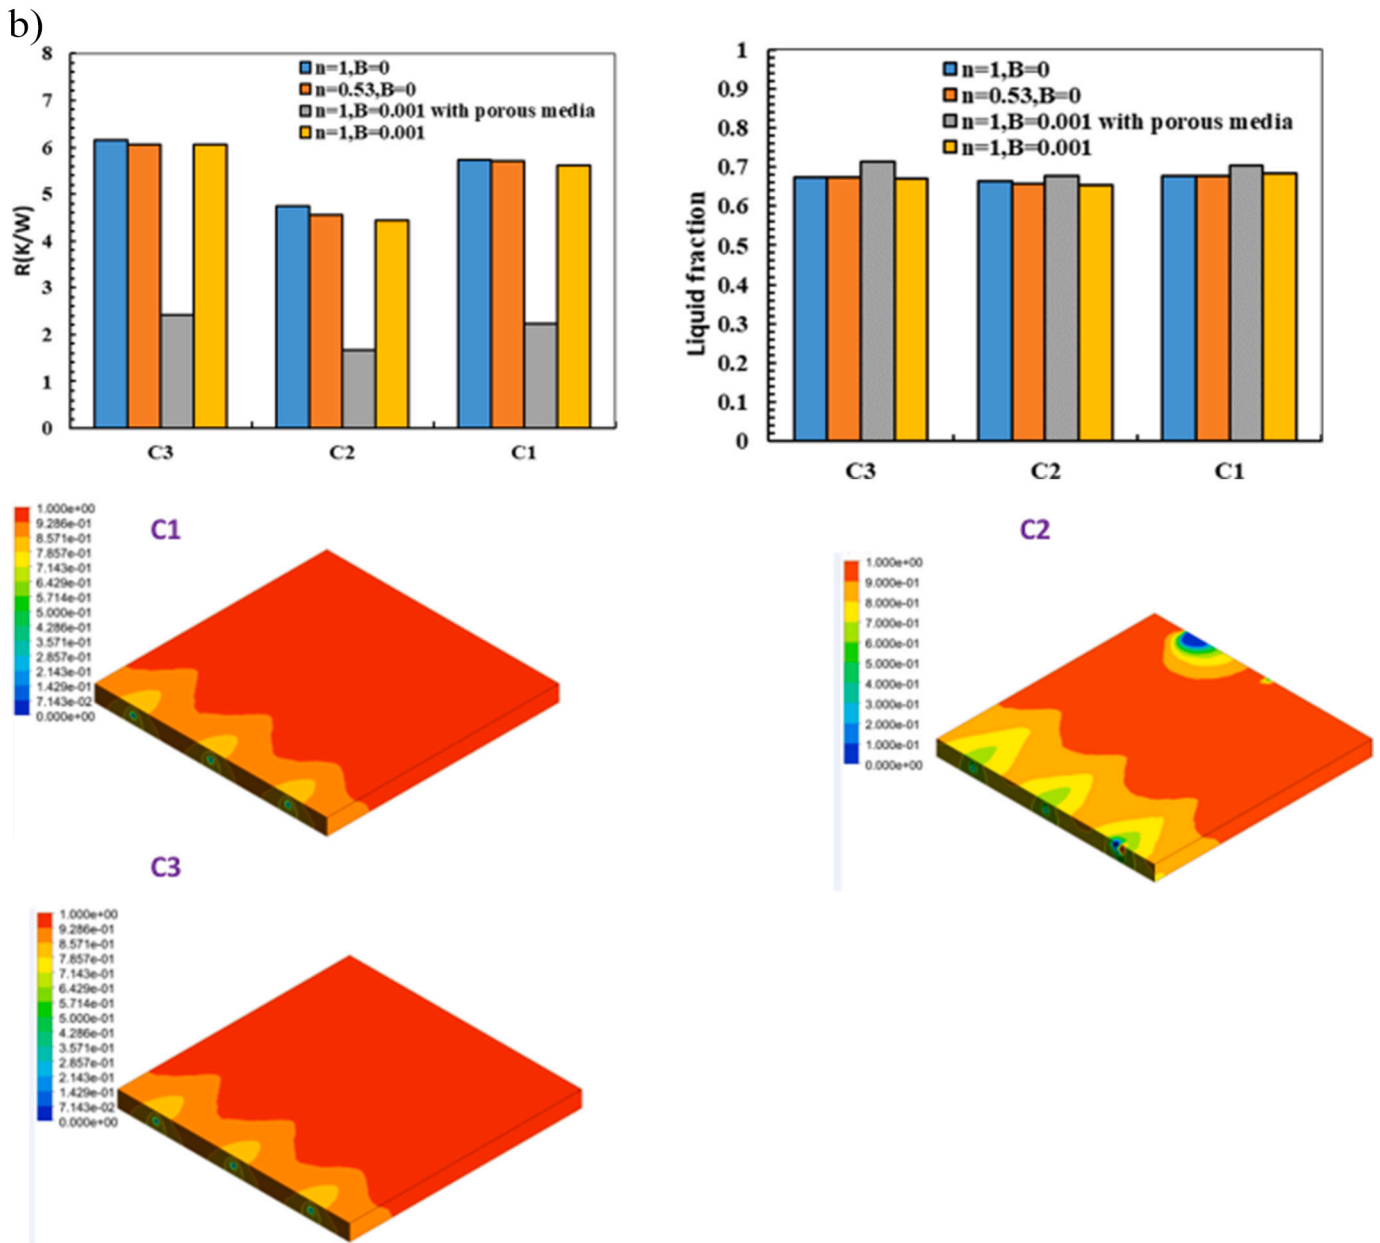 b)
8
7
6
5
4
3
2
1
0
R(K/W)
n=1,B=0
n=0.53,B=0
n=1,B=0.001 with porous media
n=1,B=0.001
C3 C2 C1
1
0.9
0.8
0.7
0.6
0.5
0.4
0.3
0.2
0.1
0
Liquid fraction
n=1,B=0
n=0.53,B=0
n=1,B=0.001 with porous media
n=1,B=0.001
C3 C2 C1
C1
1.000e+00
9.286e-01
8.571e-01
7.857e-01
7.143e-01
6.429e-01
5.714e-01
5.000e-01
4.286e-01
3.571e-01
2.857e-01
2.143e-01
1.429e-01
7.143e-02
0.000e+00
C2
1.000e+00
9.000e-01
8.000e-01
7.000e-01
6.000e-01
5.000e-01
4.000e-01
3.000e-01
2.000e-01
1.000e-01
0.000e+00
C3
1.000e+00
9.286e-01
8.571e-01
7.857e-01
7.143e-01
6.429e-01
5.714e-01
5.000e-01
4.286e-01
3.571e-01
2.857e-01
2.143e-01
1.429e-01
7.143e-02
0.000e+00